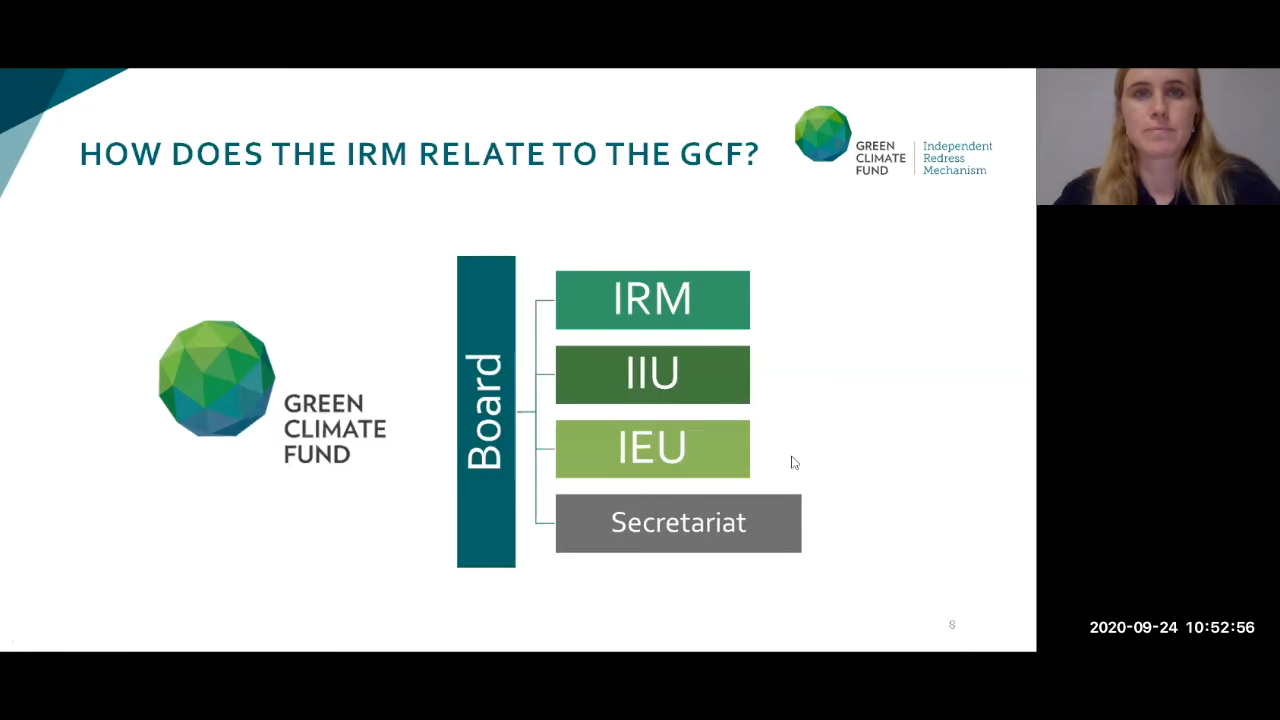 HOW DOES THE IRM RELATE TO THE GCF?
GREEN
CLIMATE
FUND
Independent
Redress
Mechanism
GREEN
CLIMATE
FUND
Board
IRM
IIU
IEU
Secretariat
8
2020-09-24 10:52:56